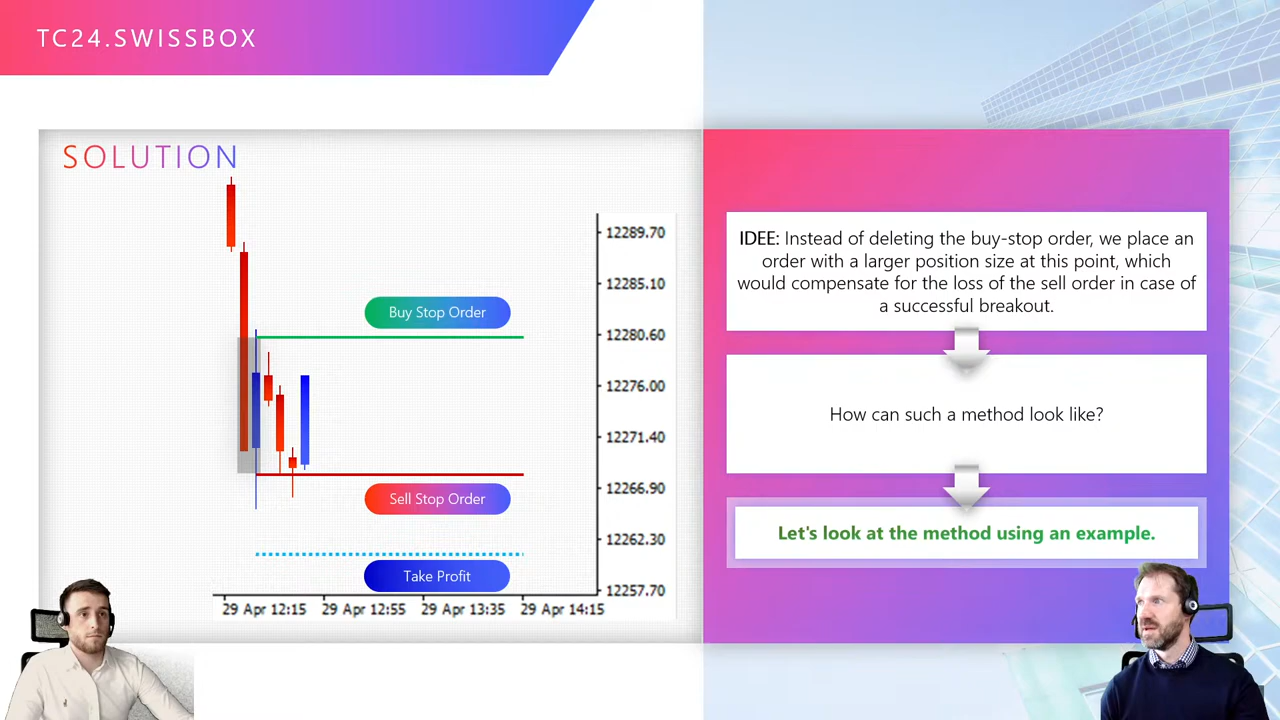 TC24.SWISSBOX
SOLUTION
Buy Stop Order
Sell Stop Order
Take Profit
12289.70
12285.10
12280.60
12276.00
12271.40
12266.90
12262.30
12257.70
29 Apr 12:15
29 Apr 12:55
29 Apr 13:35
29 Apr 14:15
IDEE: Instead of deleting the buy-stop order, we place an
order with a larger position size at this point, which
would compensate for the loss of the sell order in case of
a successful breakout.
How can such a method look like?
Let's look at the method using an example.